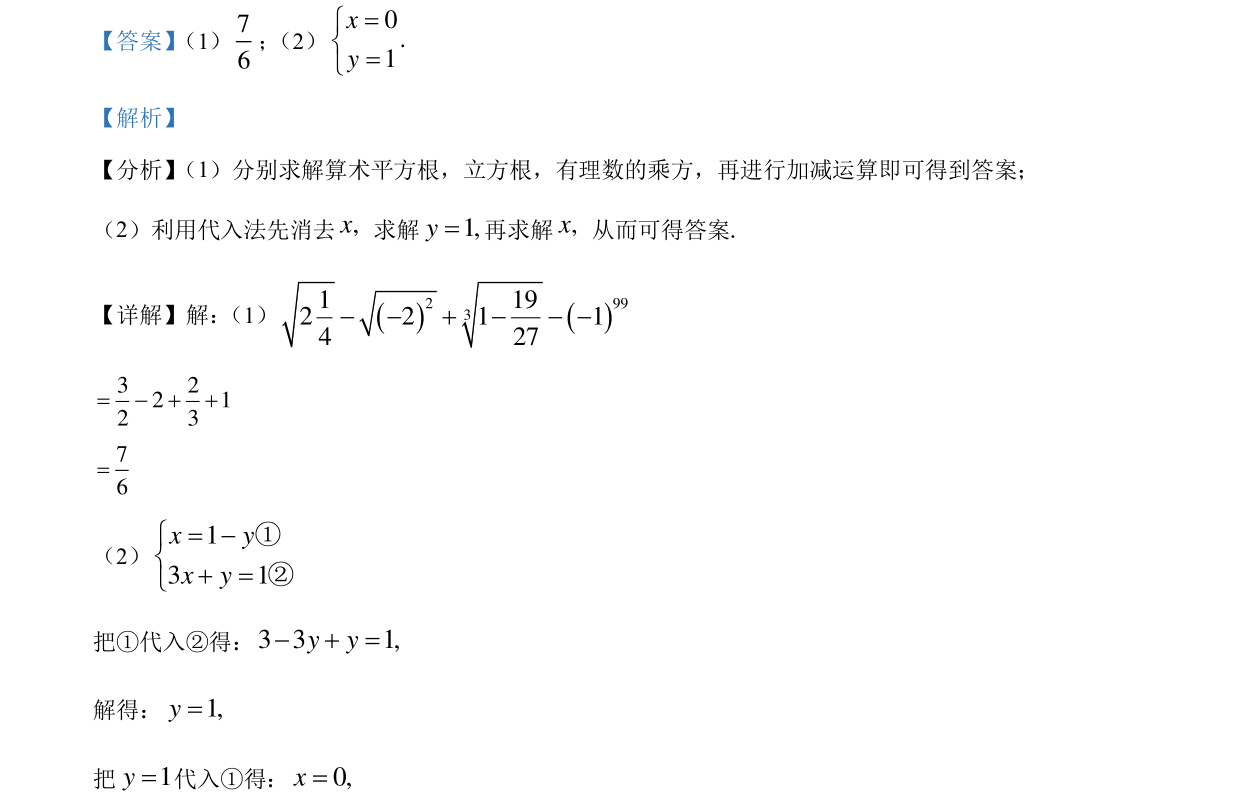 【答案】（1）7/6；（2）{x=0
y=1.
【解析】
【分析】（1）分别求解算术平方根，立方根，有理数的乘方，再进行加减运算即可得到答案；
（2）利用代入法先消去x, 求解y=1,再求解x, 从而可得答案.
【详解】解：（1）√(2 1/4)−√((−2)²)+∛(1−19/27)−(−1)⁹⁹
=3/2−2+2/3+1
=7/6
（2）{x=1−y①
3x+y=1②
把①代入②得：3−3y+y=1,
解得：y=1,
把y=1代入①得：x=0,